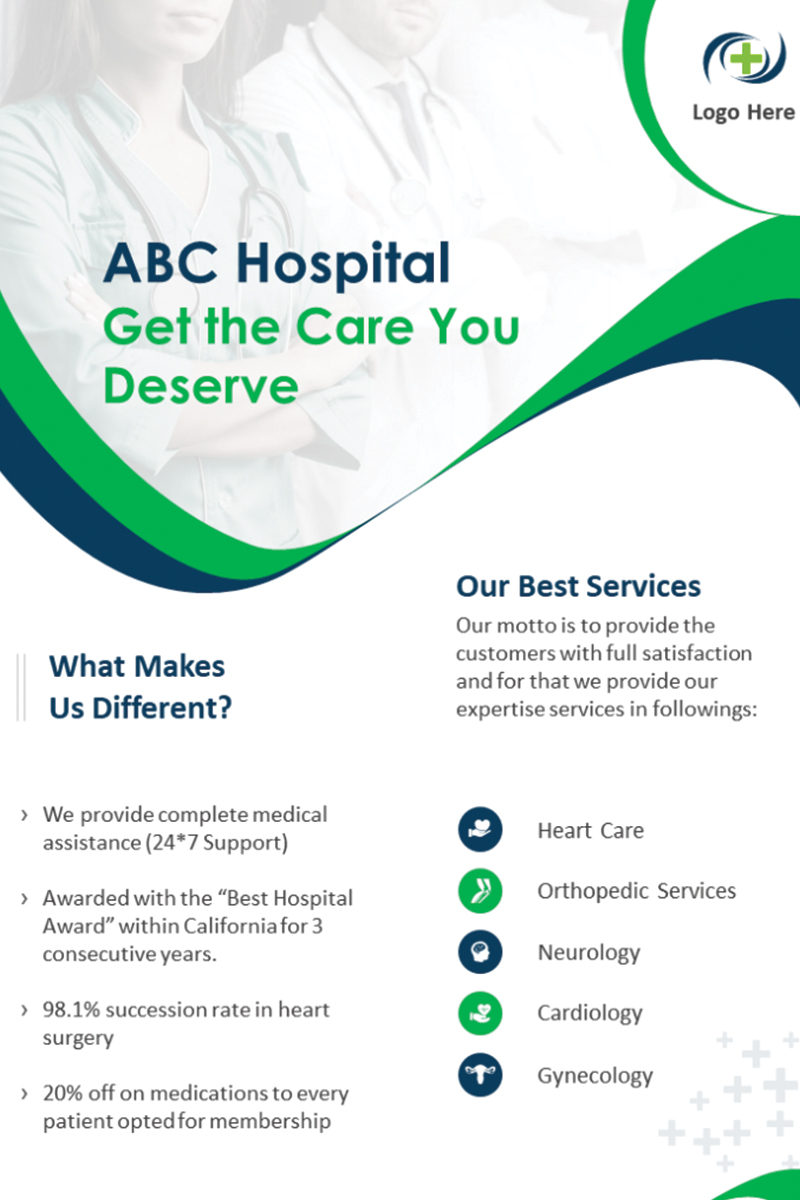 Logo Here
ABC Hospital
Get the Care You
Deserve
Our Best Services
Our motto is to provide the
customers with full satisfaction
and for that we provide our
expertise services in followings:
What Makes
Us Different?
› We provide complete medical
assistance (24*7 Support)
› Awarded with the “Best Hospital
Award” within California for 3
consecutive years.
› 98.1% succession rate in heart
surgery
› 20% off on medications to every
patient opted for membership
Heart Care
Orthopedic Services
Neurology
Cardiology
Gynecology